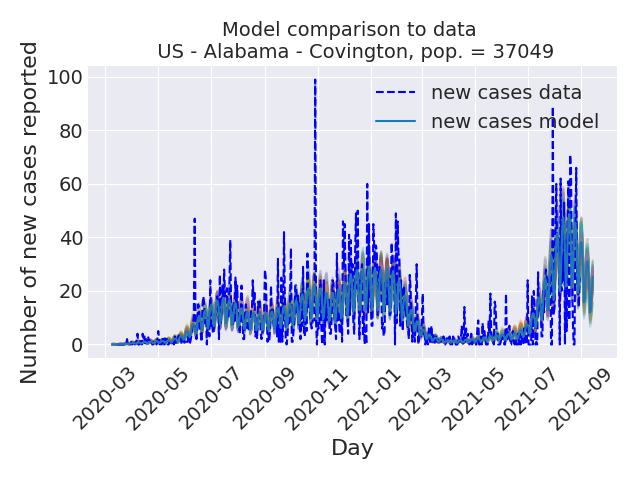 Model comparison to data
US - Alabama - Covington, pop. = 37049
Number of new cases reported
100
80
60
40
20
0
new cases data
new cases model
2020-03
2020-05
2020-07
2020-09
2020-11
2021-01
2021-03
2021-05
2021-07
2021-09
Day